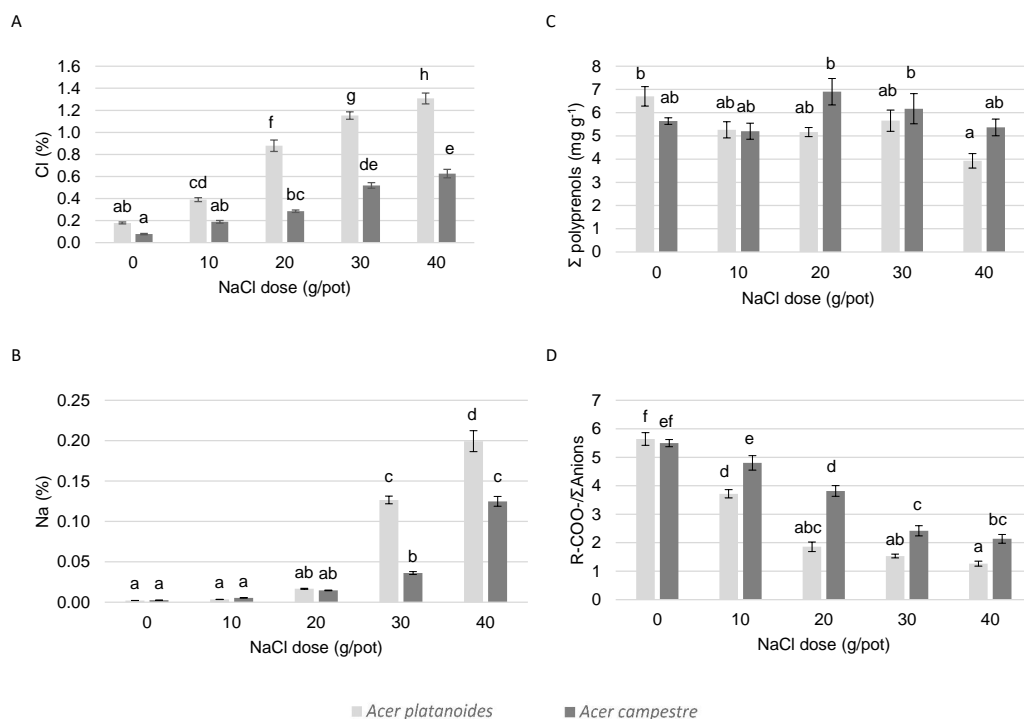 A
1.6
1.4
1.2
1.0
0.8
0.6
0.4
0.2
0.0
Cl (%)
ab a cd ab f bc g de h e
0 10 20 30 40
NaCl dose (g/pot)
C
8
7
6
5
4
3
2
1
0
Σ polyprenols (mg g⁻¹)
b ab ab ab ab b ab b a ab
0 10 20 30 40
NaCl dose (g/pot)
B
0.25
0.20
0.15
0.10
0.05
0.00
Na (%)
a a a a ab ab c b d c
0 10 20 30 40
NaCl dose (g/pot)
D
7
6
5
4
3
2
1
0
R-COO-/ΣAnions
f ef d e abc d ab c a bc
0 10 20 30 40
NaCl dose (g/pot)
Acer platanoides Acer campestre